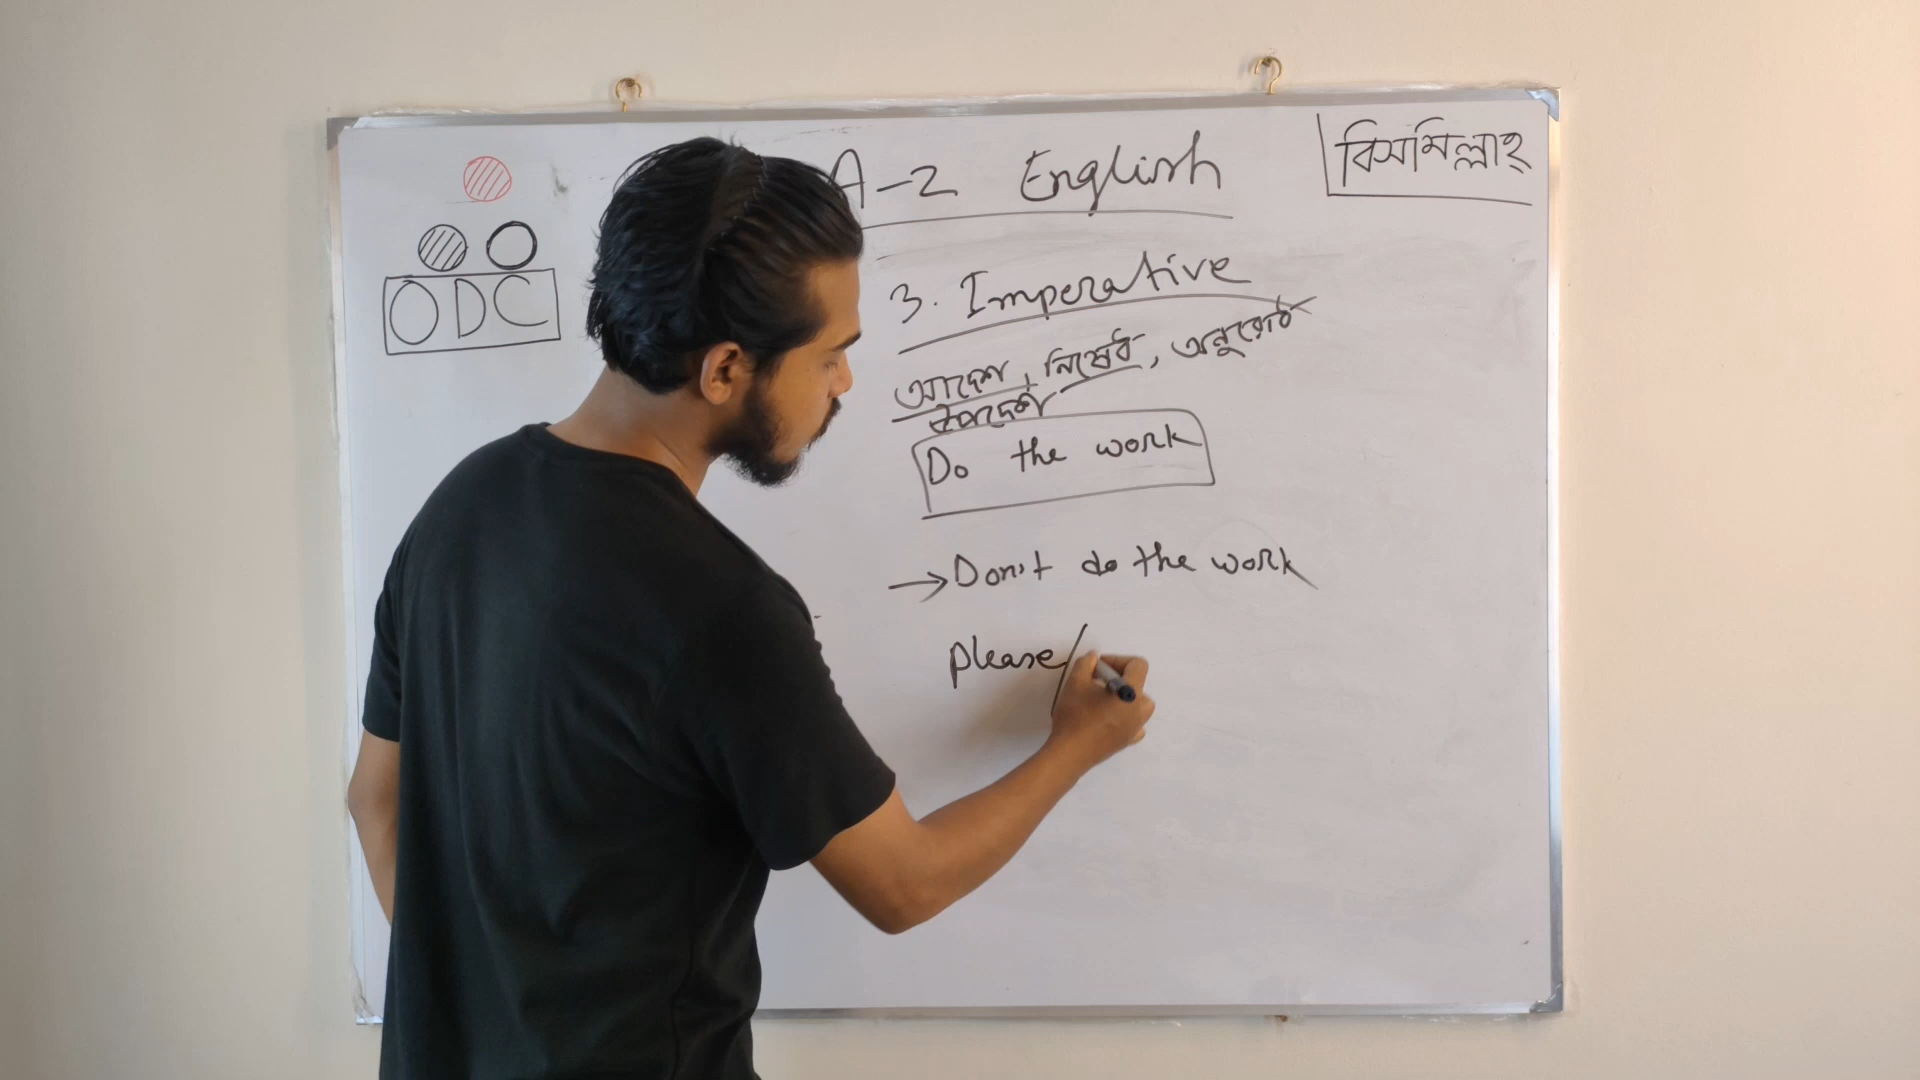 A-2 English
বিসমিল্লাহ্
ODC
3. Imperative
আদেশ, নিষেধ, অনুরোধ
উপদেশ
Do the work
→ Don't do the work
please/